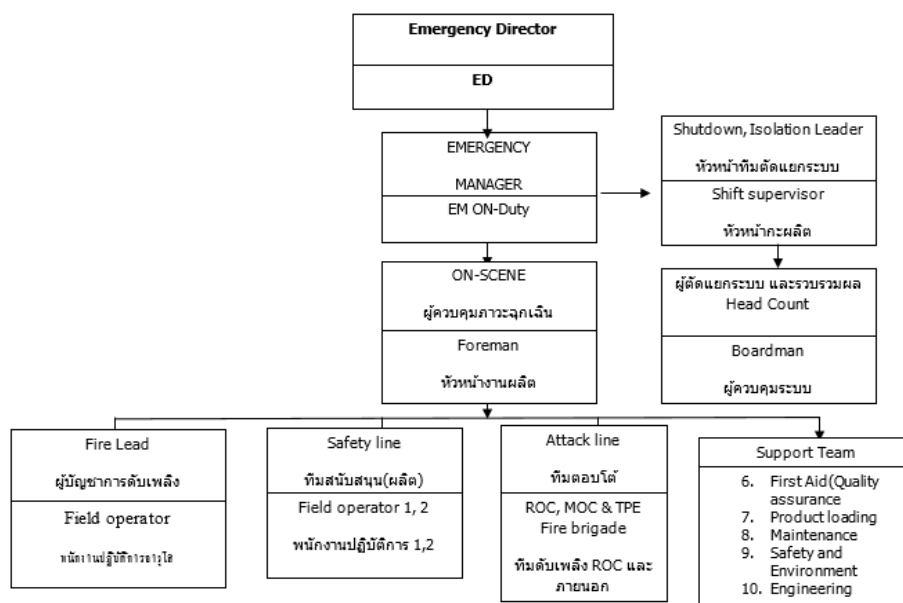 Emergency Director
ED
EMERGENCY
MANAGER
EM ON-Duty
Shutdown, Isolation Leader
หัวหน้าทีมตัดแยกระบบ
Shift supervisor
หัวหน้ากะผลิต
ON-SCENE
ผู้ควบคุมภาวะฉุกเฉิน
Foreman
หัวหน้างานผลิต
ผู้ตัดแยกระบบ และรวบรวมผล
Head Count
Boardman
ผู้ควบคุมระบบ
Fire Lead
ผู้บัญชาการดับเพลิง
Field operator
Safety line
ทีมสนับสนุน(ผลิต)
Field operator 1, 2
พนักงานปฏิบัติการ 1,2
Attack line
ทีมตอบโต้
ROC, MOC & TPE
Fire brigade
ทีมดับเพลิง ROC และ
ภายนอก
Support Team
6. First Aid(Quality
assurance
7. Product loading
8. Maintenance
9. Safety and
Environment
10. Engineering